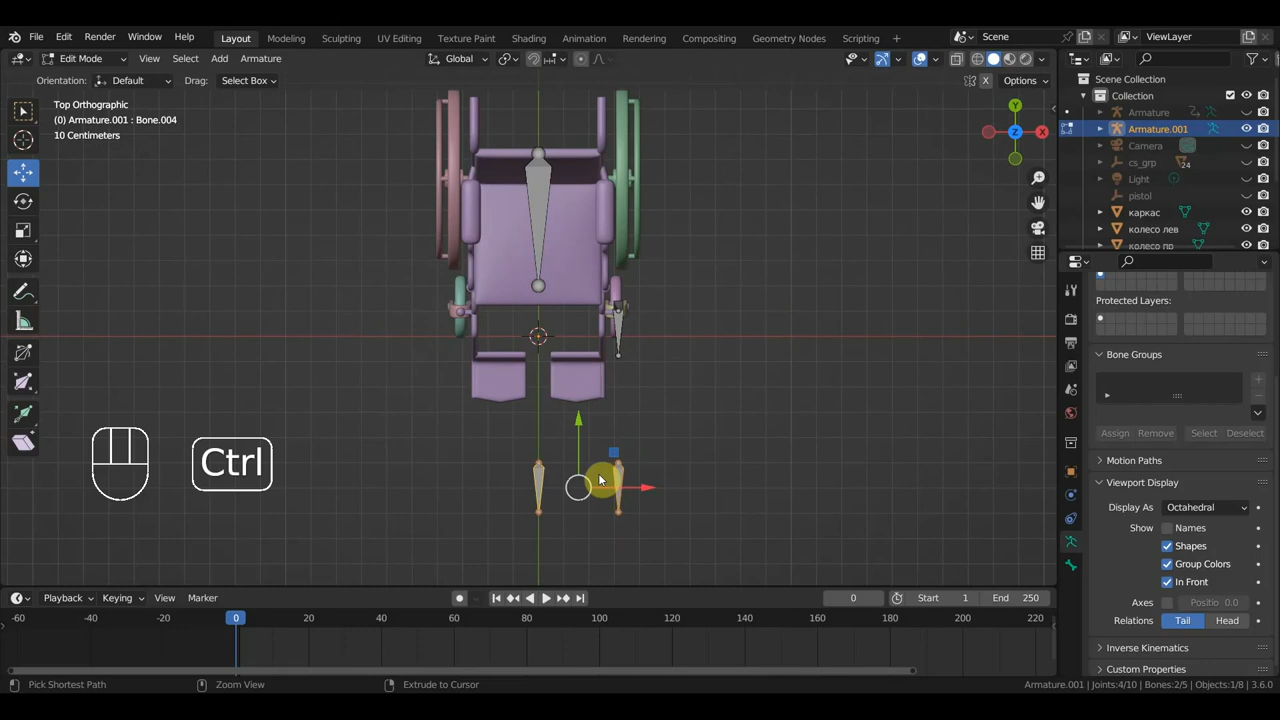 File Edit Render Window Help Layout Modeling Sculpting UV Editing Texture Paint Shading Animation Rendering Compositing Geometry Nodes Scripting + Scene ViewLayer
Edit Mode View Select Add Armature Global X Options
Orientation: Default Drag: Select Box
Top Orthographic
(0) Armature.001 : Bone.004
10 Centimeters
Y
Z
X
Ctrl
Scene Collection
Collection
Armature
Armature.001
Camera
cs_grp 24
Light
pistol
каркас
колесо лев
колесо пр
Protected Layers:
Bone Groups
Assign Remove Select Deselect
Motion Paths
Viewport Display
Display As Octahedral
Show Names
Shapes
Group Colors
In Front
Axes Positio 0.0
Relations Tail Head
Inverse Kinematics
Custom Properties
Playback Keying View Marker 0 Start 1 End 250
-60 -40 -20 0 20 40 60 80 100 120 140 160 180 200 220
Pick Shortest Path Zoom View Extrude to Cursor Armature.001 | Joints:4/10 | Bones:2/5 | Objects:1/8 | 3.6.0